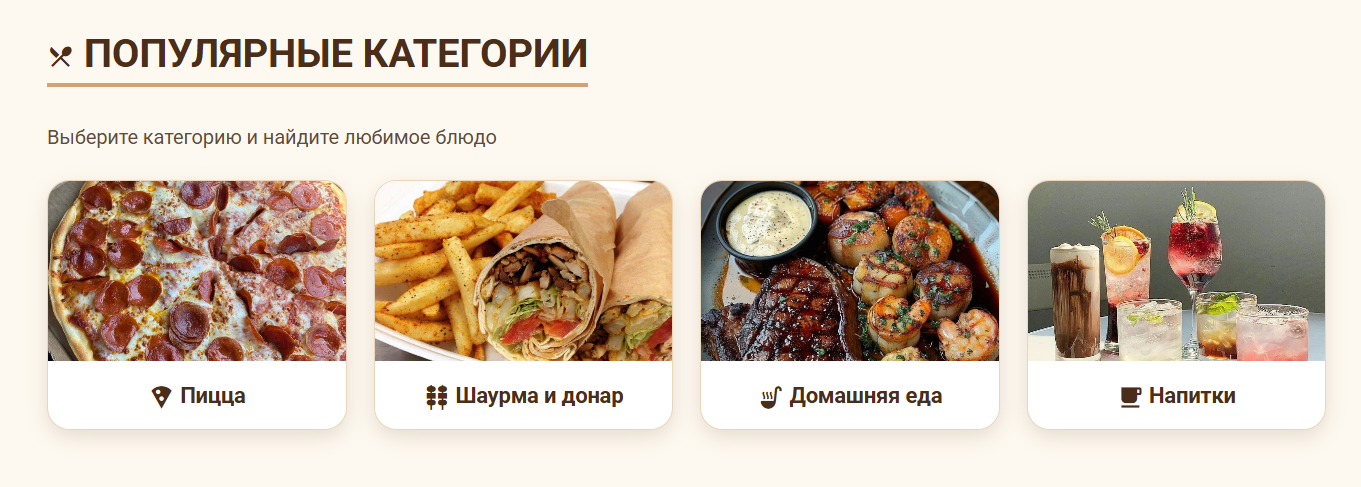 ПОПУЛЯРНЫЕ КАТЕГОРИИ
Выберите категорию и найдите любимое блюдо
Пицца
Шаурма и донар
Домашняя еда
Напитки